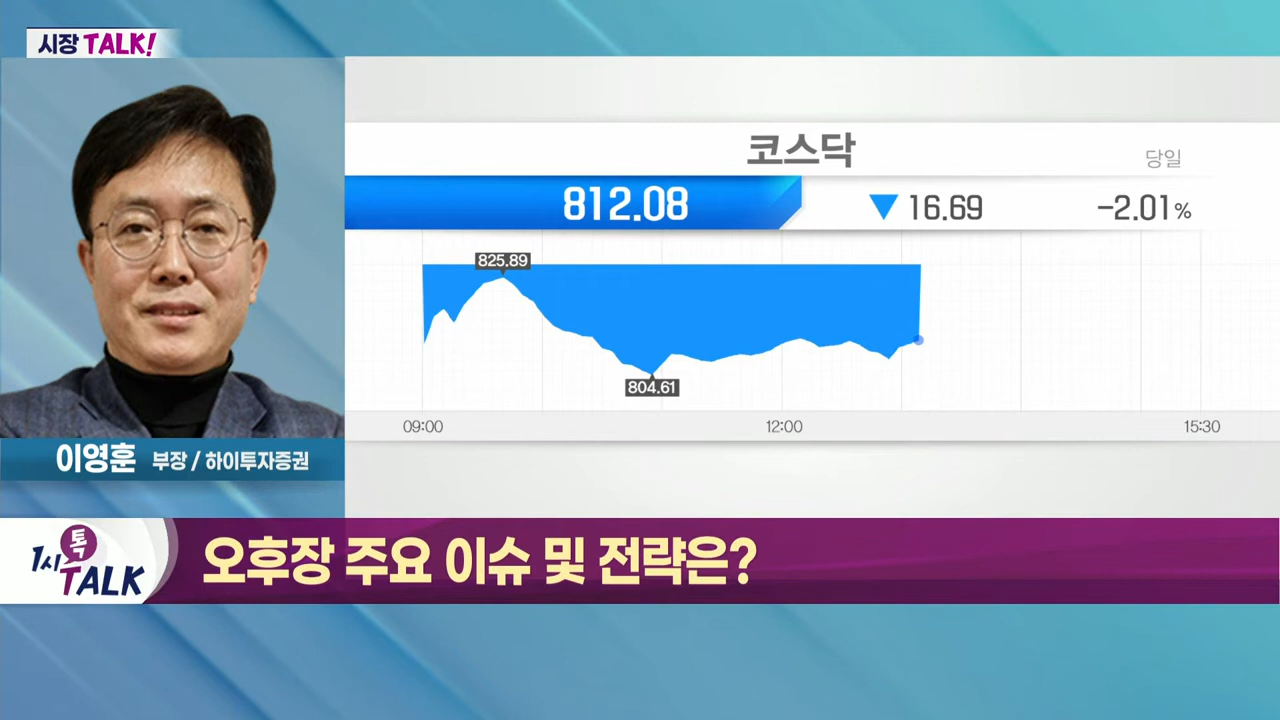 시장 TALK!
코스닥
당일
812.08 ▼ 16.69 -2.01%
825.89
804.61
09:00 12:00 15:30
이영훈 부장 / 하이투자증권
1시 톡 TALK
오후장 주요 이슈 및 전략은?